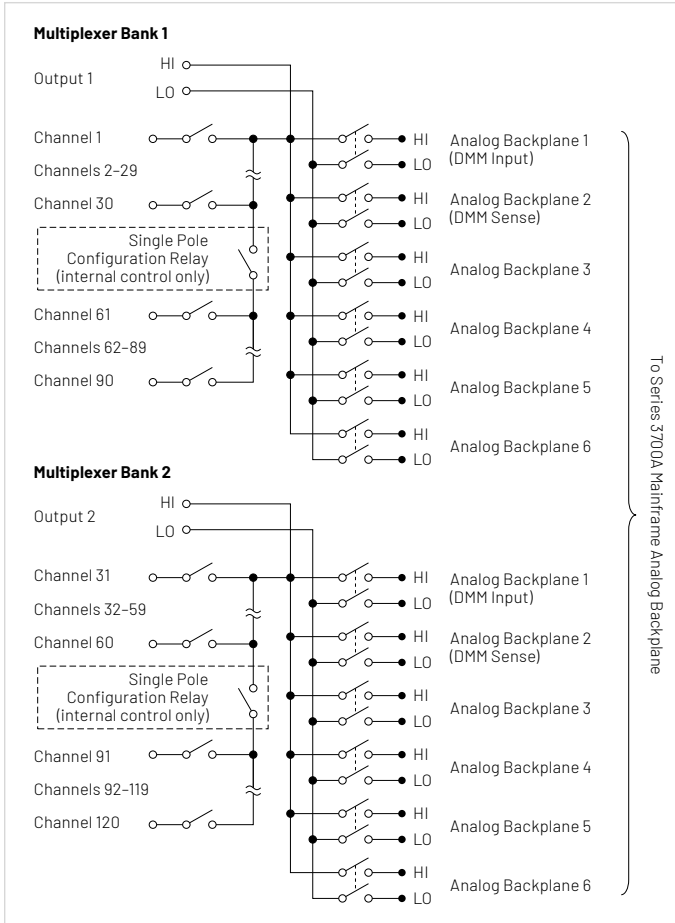 Multiplexer Bank 1
Output 1
HI
LO
Channel 1
Channels 2–29
Channel 30
Single Pole
Configuration Relay
(internal control only)
Channel 61
Channels 62–89
Channel 90
HI
LO
Analog Backplane 1
(DMM Input)
HI
LO
Analog Backplane 2
(DMM Sense)
HI
LO
Analog Backplane 3
HI
LO
Analog Backplane 4
HI
LO
Analog Backplane 5
HI
LO
Analog Backplane 6
Multiplexer Bank 2
Output 2
HI
LO
Channel 31
Channels 32–59
Channel 60
Single Pole
Configuration Relay
(internal control only)
Channel 91
Channels 92–119
Channel 120
HI
LO
Analog Backplane 1
(DMM Input)
HI
LO
Analog Backplane 2
(DMM Sense)
HI
LO
Analog Backplane 3
HI
LO
Analog Backplane 4
HI
LO
Analog Backplane 5
HI
LO
Analog Backplane 6
To Series 3700A Mainframe Analog Backplane